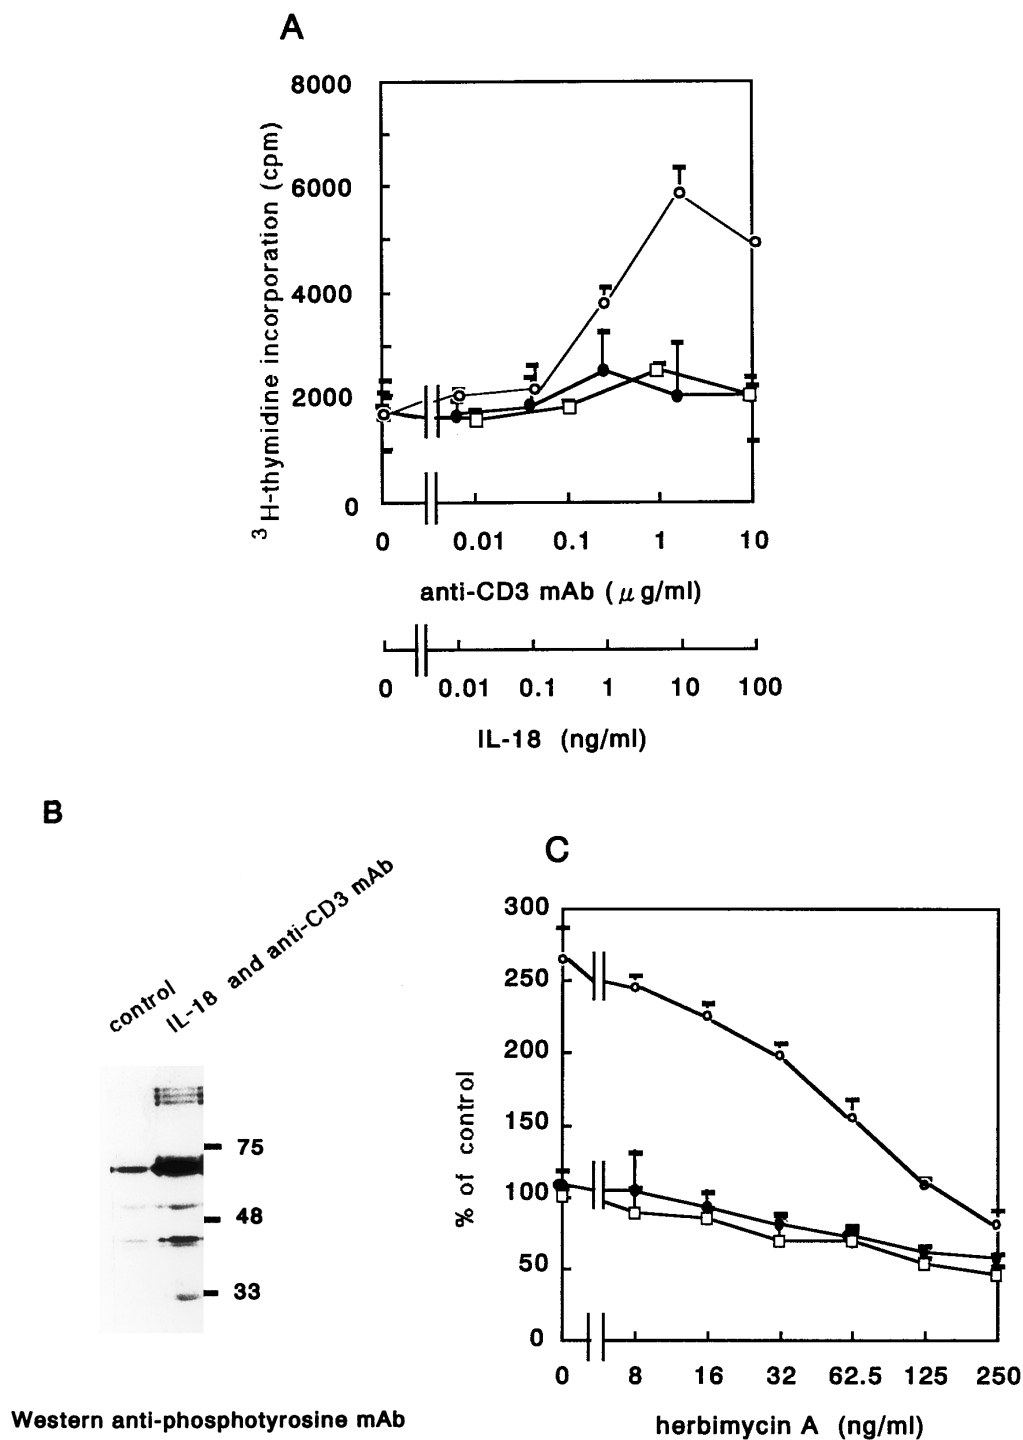 A
8000
6000
4000
2000
0
³H-thymidine incorporation (cpm)
0 0.01 0.1 1 10
anti-CD3 mAb ( μ g/ml)
0 0.01 0.1 1 10 100
IL-18 (ng/ml)
B
control
IL-18 and anti-CD3 mAb
75
48
33
Western anti-phosphotyrosine mAb
C
300
250
200
150
100
50
0
% of control
0 8 16 32 62.5 125 250
herbimycin A (ng/ml)